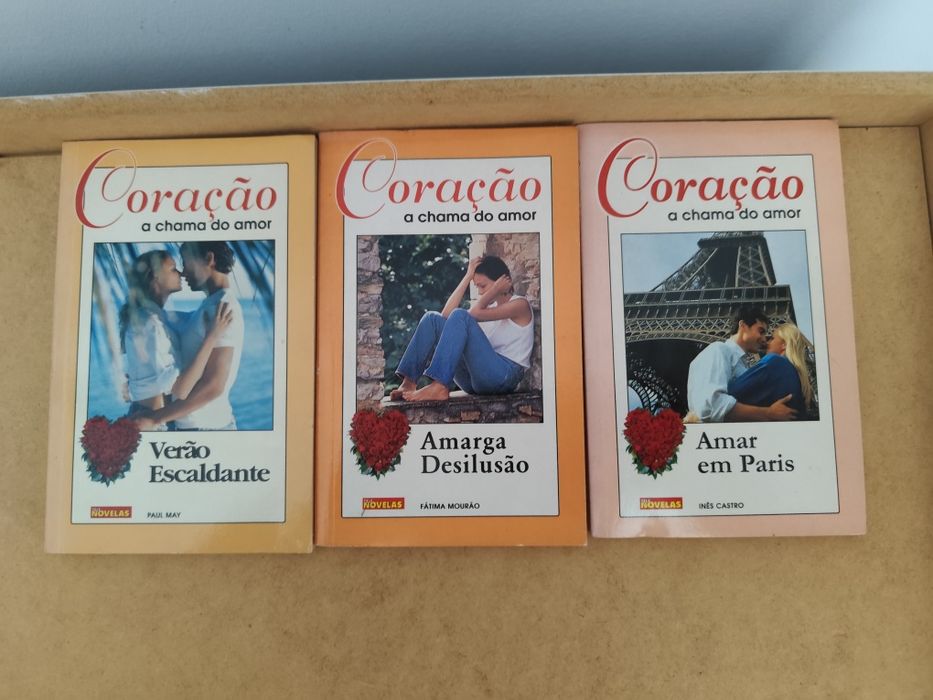 Coração
a chama do amor
Verão
Escaldante
NOVELAS
PAUL MAY
Coração
a chama do amor
Amarga
Desilusão
NOVELAS
FÁTIMA MOURÃO
Coração
a chama do amor
Amar
em Paris
NOVELAS
INÊS CASTRO